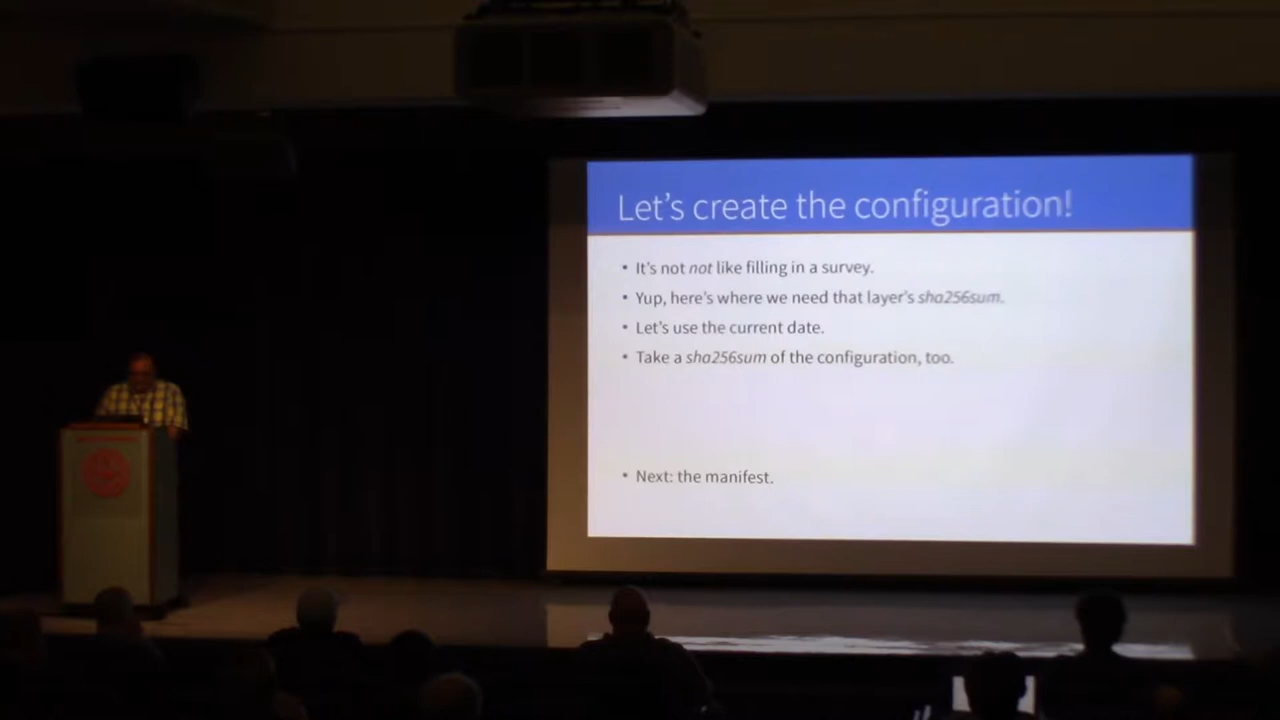 Let's create the configuration!
• It's not not like filling in a survey.
• Yup, here's where we need that layer's sha256sum.
• Let's use the current date.
• Take a sha256sum of the configuration, too.
• Next: the manifest.